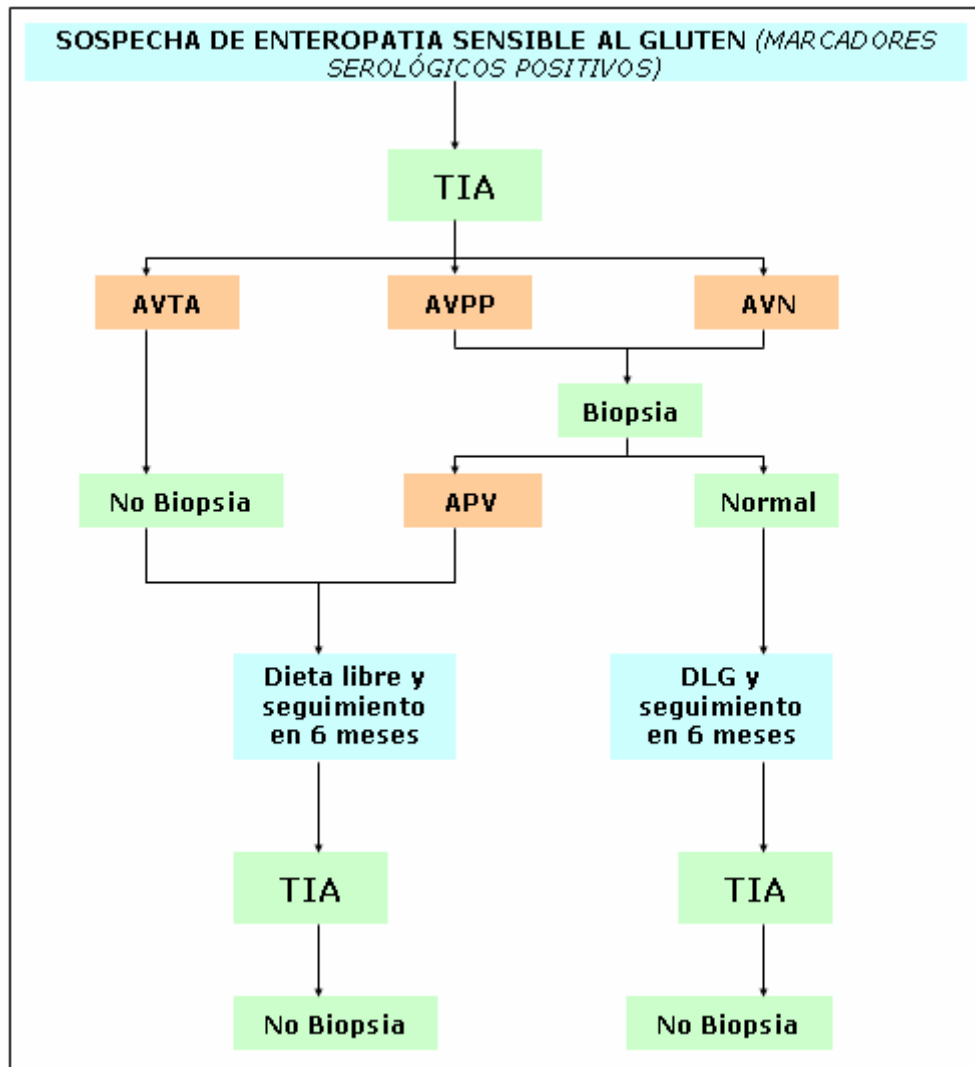 SOSPECHA DE ENTEROPATIA SENSIBLE AL GLUTEN (MARCADORES
SEROLÓGICOS POSITIVOS)
TIA
AVTA
AVPP
AVN
Biopsia
No Biopsia
APV
Normal
Dieta libre y
seguimiento
en 6 meses
DLG y
seguimiento
en 6 meses
TIA
TIA
No Biopsia
No Biopsia